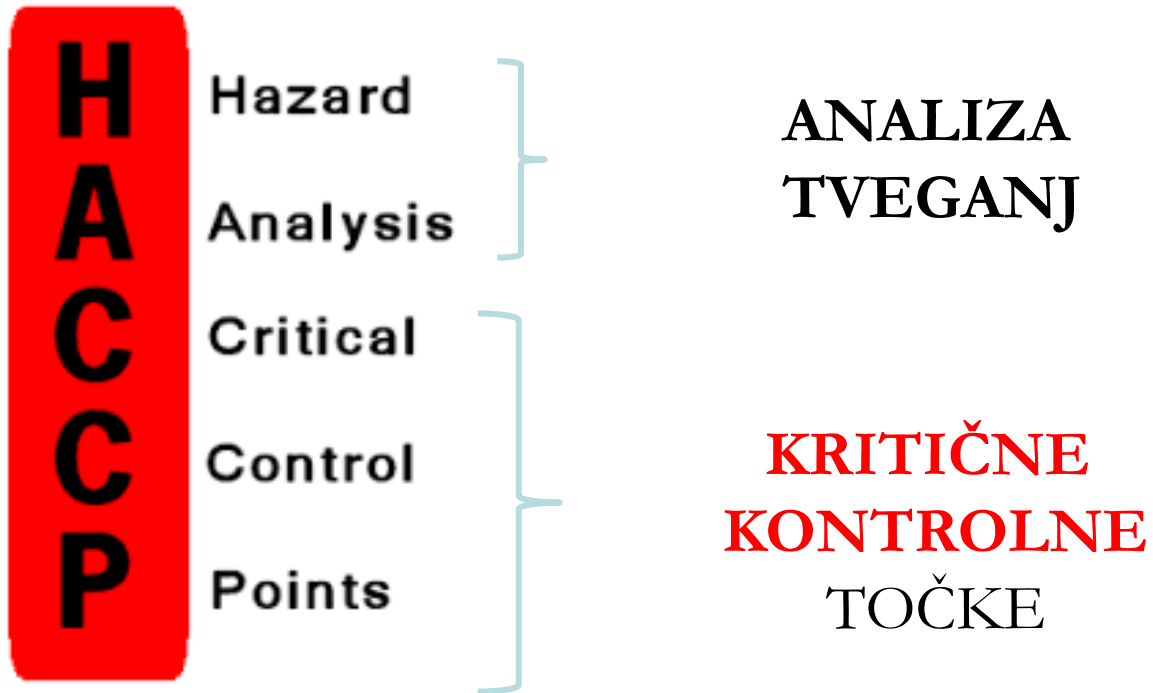 H
A
C
C
P
Hazard
Analysis
Critical
Control
Points
ANALIZA
TVEGANJ
KRITIČNE
KONTROLNE
TOČKE